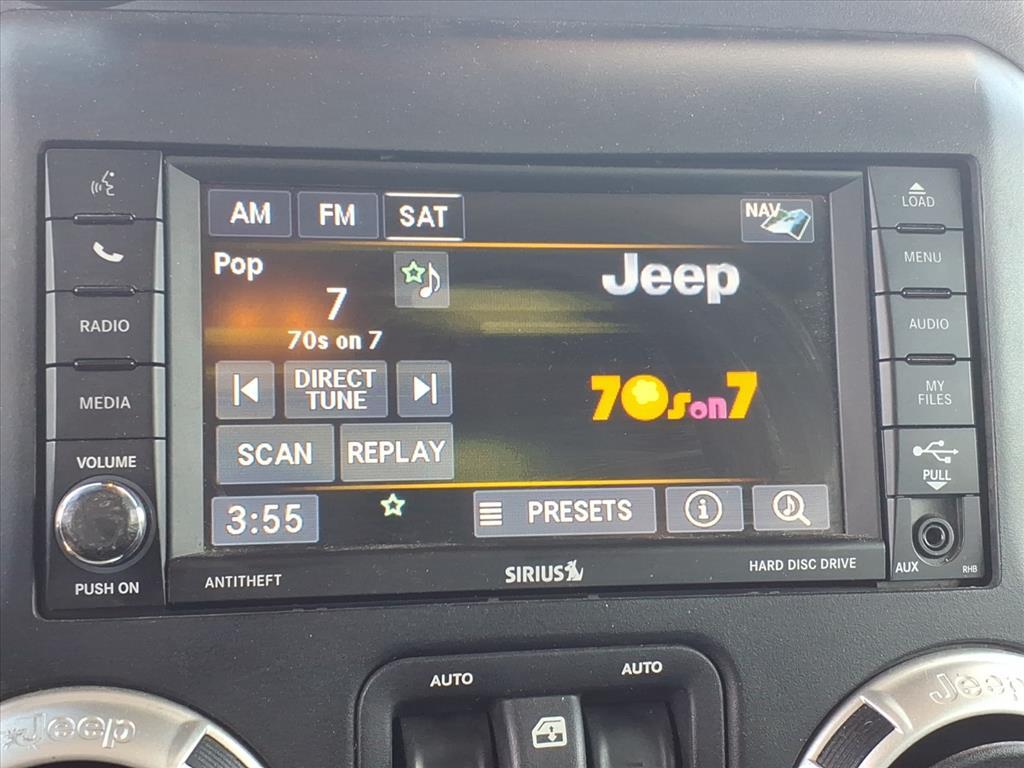 AM FM SAT NAV
LOAD
Pop
Jeep
MENU
7
70s on 7
RADIO
AUDIO
DIRECT
TUNE
70s on 7
MEDIA
MY
FILES
SCAN REPLAY
VOLUME
PULL
3:55
PRESETS
PUSH ON
ANTITHEFT
SIRIUS
HARD DISC DRIVE
AUX
RHB
AUTO
AUTO
Jeep
Jeep